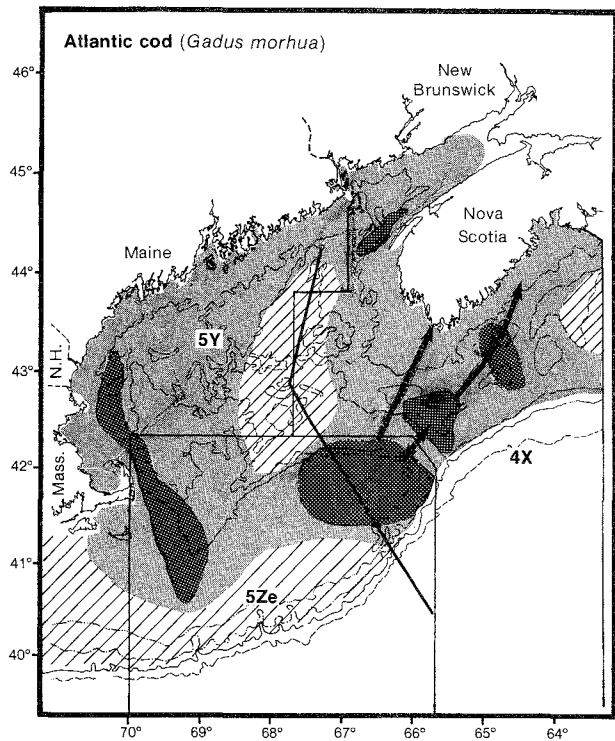 Atlantic cod (Gadus morhua)
New
Brunswick
Nova
Scotia
Maine
N.H.
Mass.
5Y
4X
5Ze
46°
45°
44°
43°
42°
41°
40°
70° 69° 68° 67° 66° 65° 64°